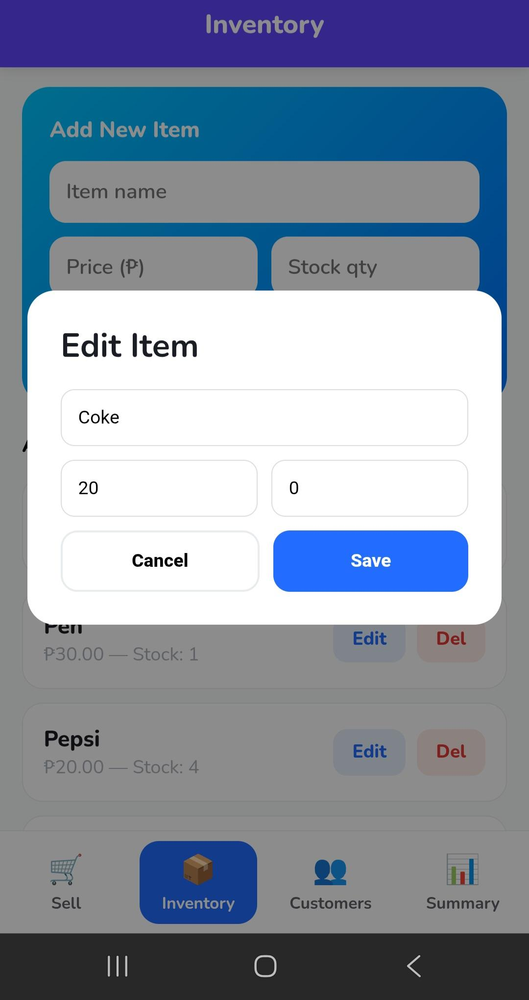 Inventory
Add New Item
Item name
Price (₱) Stock qty
Edit Item
Coke
20 0
Cancel Save
Pen
Edit Del
₱30.00 — Stock: 1
Pepsi
Edit Del
₱20.00 — Stock: 4
Sell Inventory Customers Summary